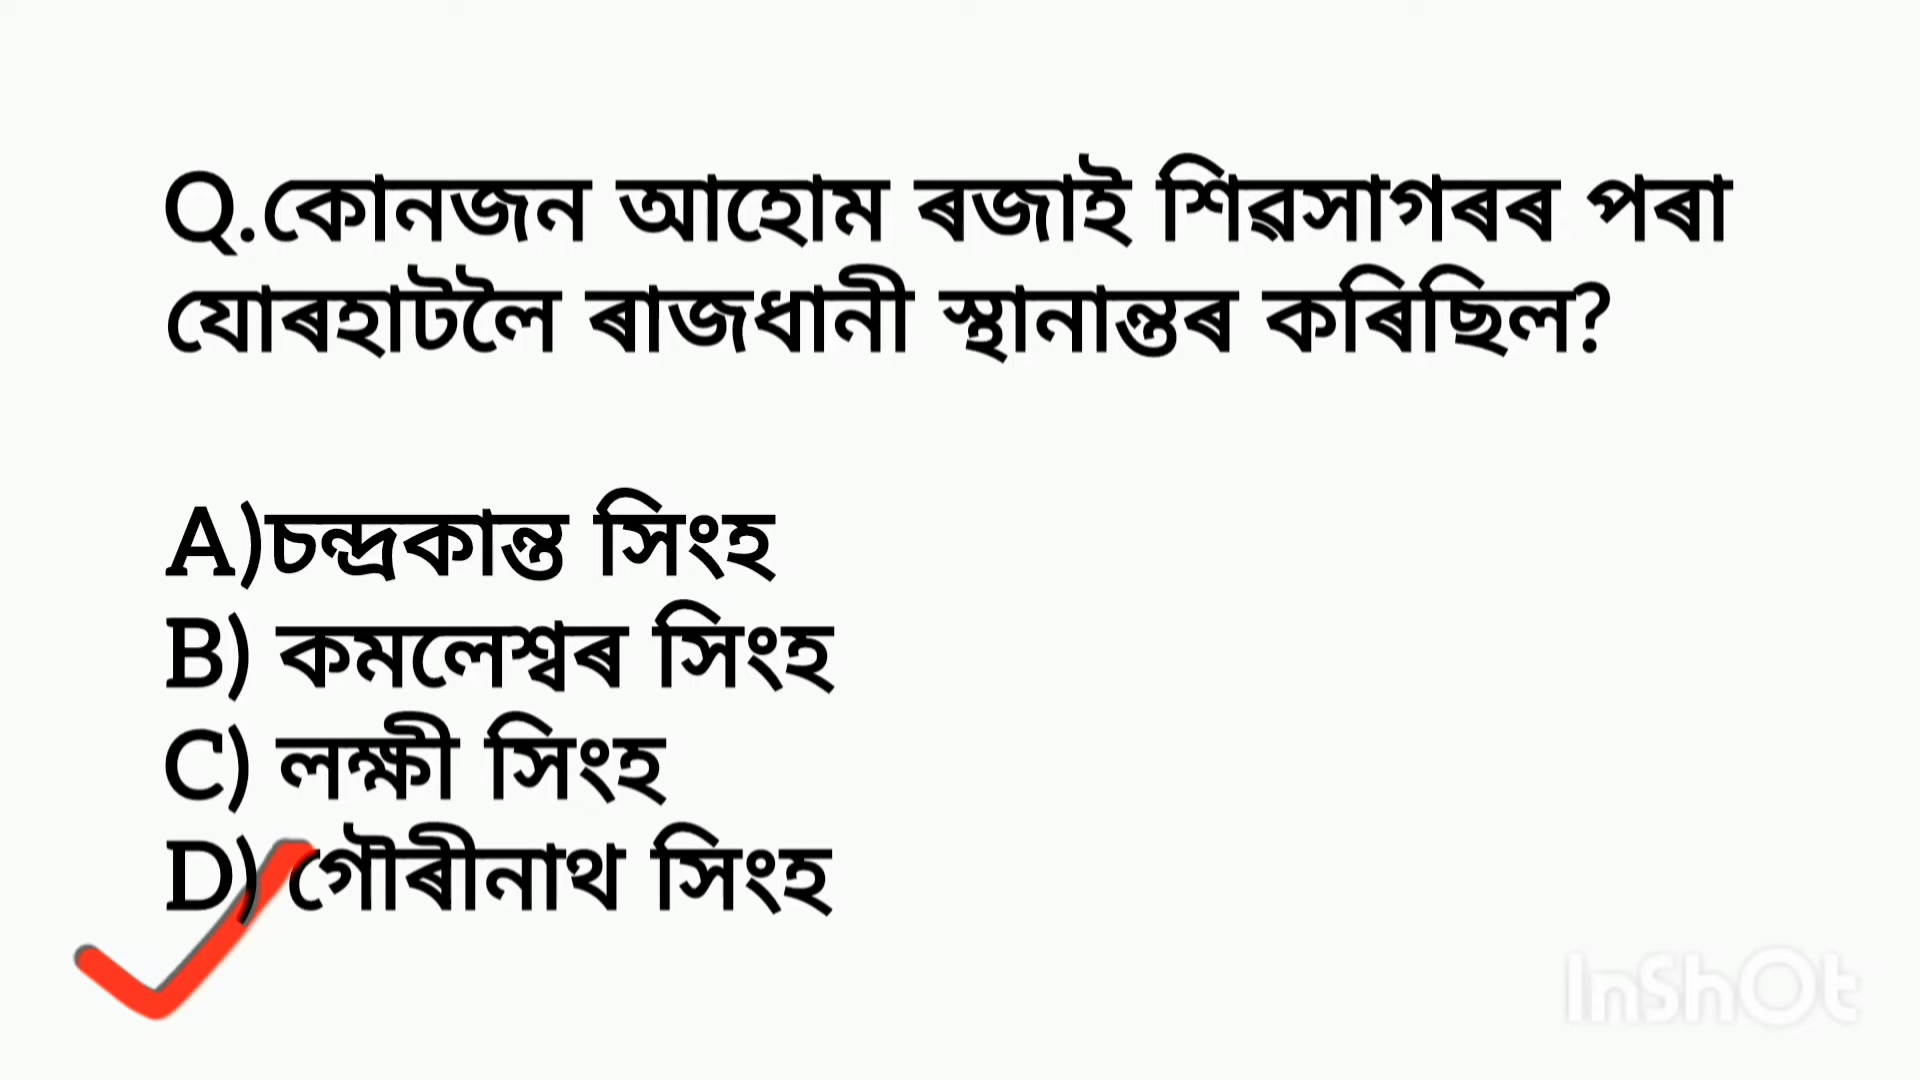 Q.কোনজন আহোম ৰজাই শিৱসাগৰৰ পৰা
যোৰহাটলৈ ৰাজধানী স্থানান্তৰ কৰিছিল?
A)চন্দ্ৰকান্ত সিংহ
B) কমলেশ্বৰ সিংহ
C) লক্ষী সিংহ
D) গৌৰীনাথ সিংহ
InShOt